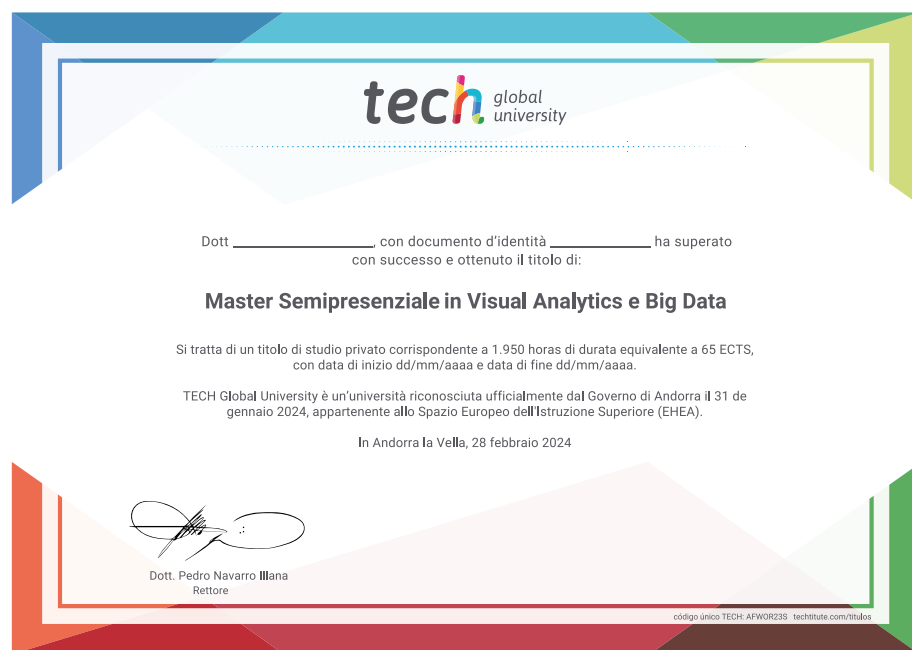 tech global
university
Dott ____________________, con documento d'identità ______________ ha superato
con successo e ottenuto il titolo di:
Master Semipresenziale in Visual Analytics e Big Data
Si tratta di un titolo di studio privato corrispondente a 1.950 horas di durata equivalente a 65 ECTS,
con data di inizio dd/mm/aaaa e data di fine dd/mm/aaaa.
TECH Global University è un'università riconosciuta ufficialmente dal Governo di Andorra il 31 de
gennaio 2024, appartenente allo Spazio Europeo dell'Istruzione Superiore (EHEA).
In Andorra la Vella, 28 febbraio 2024
Dott. Pedro Navarro Illana
Rettore
código único TECH: AFWOR23S techtitute.com/titulos